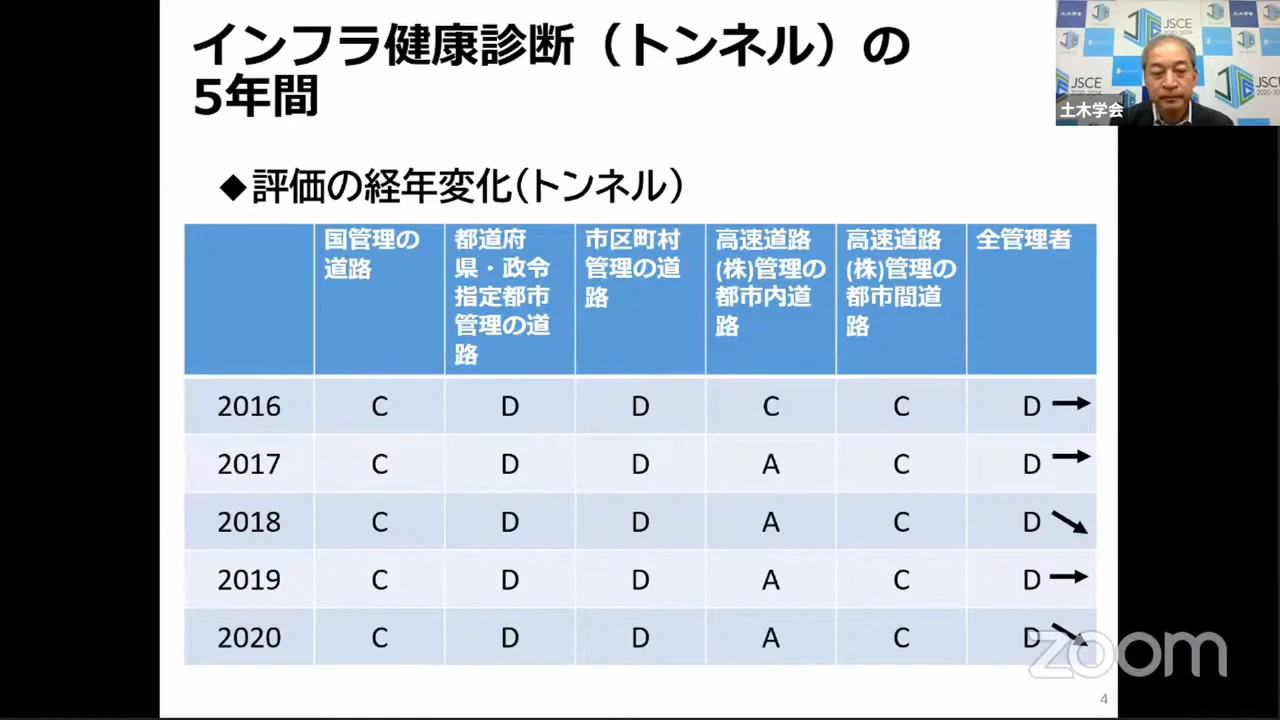 インフラ健康診断（トンネル）の
5年間
JSCE
2020-2024
JSCE
JSCE
土木学会
◆評価の経年変化(トンネル)
国管理の
道路
都道府
県・政令
指定都市
管理の道
路
市区町村
管理の道
路
高速道路
(株)管理の
都市内道
路
高速道路
(株)管理の
都市間道
路
全管理者
2016 C D D C C D →
2017 C D D A C D →
2018 C D D A C D ↘
2019 C D D A C D →
2020 C D D A C D ↘
zoom
4